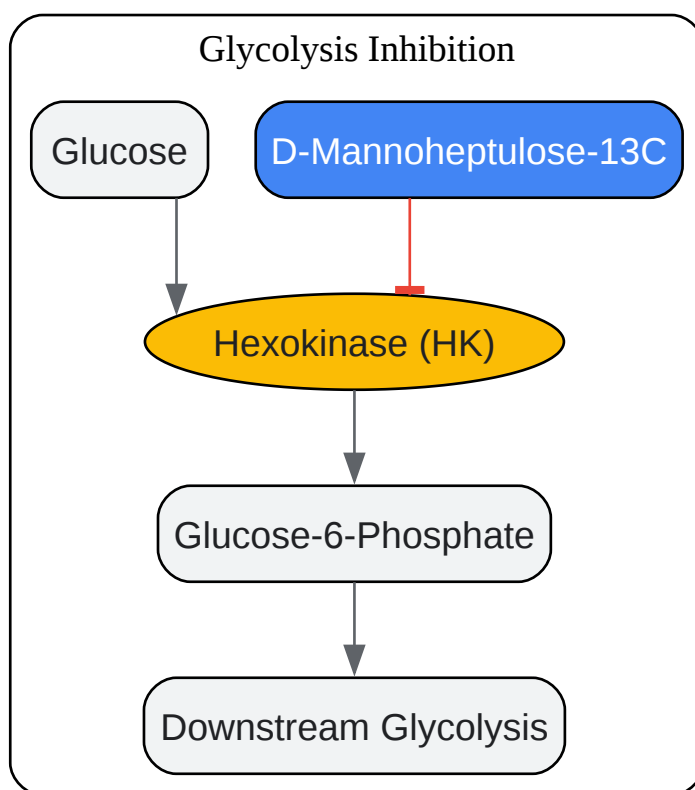 Glycolysis Inhibition
Glucose
D-Mannoheptulose-13C
Hexokinase (HK)
Glucose-6-Phosphate
Downstream Glycolysis